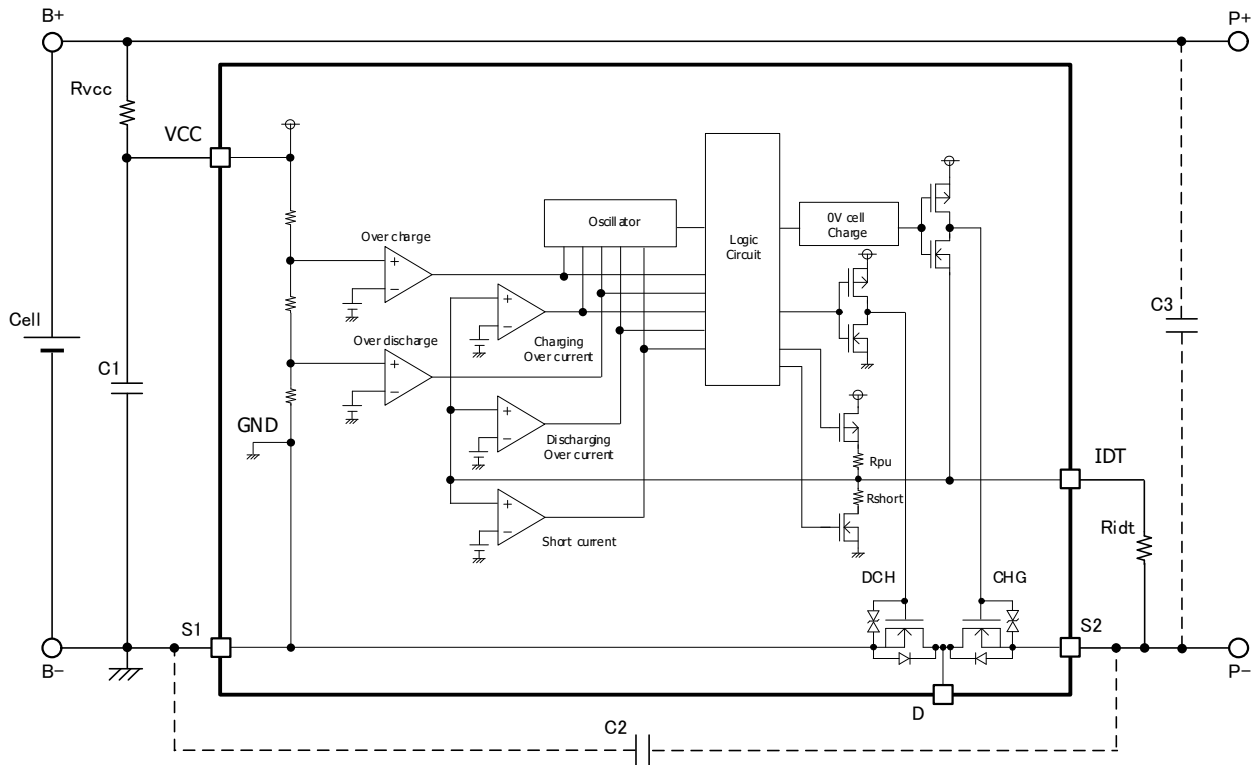 B+
P+
Rvcc
VCC
Over charge
Oscillator
Logic
Circuit
0V cell
Charge
C3
Cell
C1
Over discharge
Charging
Over current
GND
Discharging
Over current
Rpu
IDT
Rshort
Short current
Ridt
DCH
CHG
S1
S2
B-
P-
D
C2